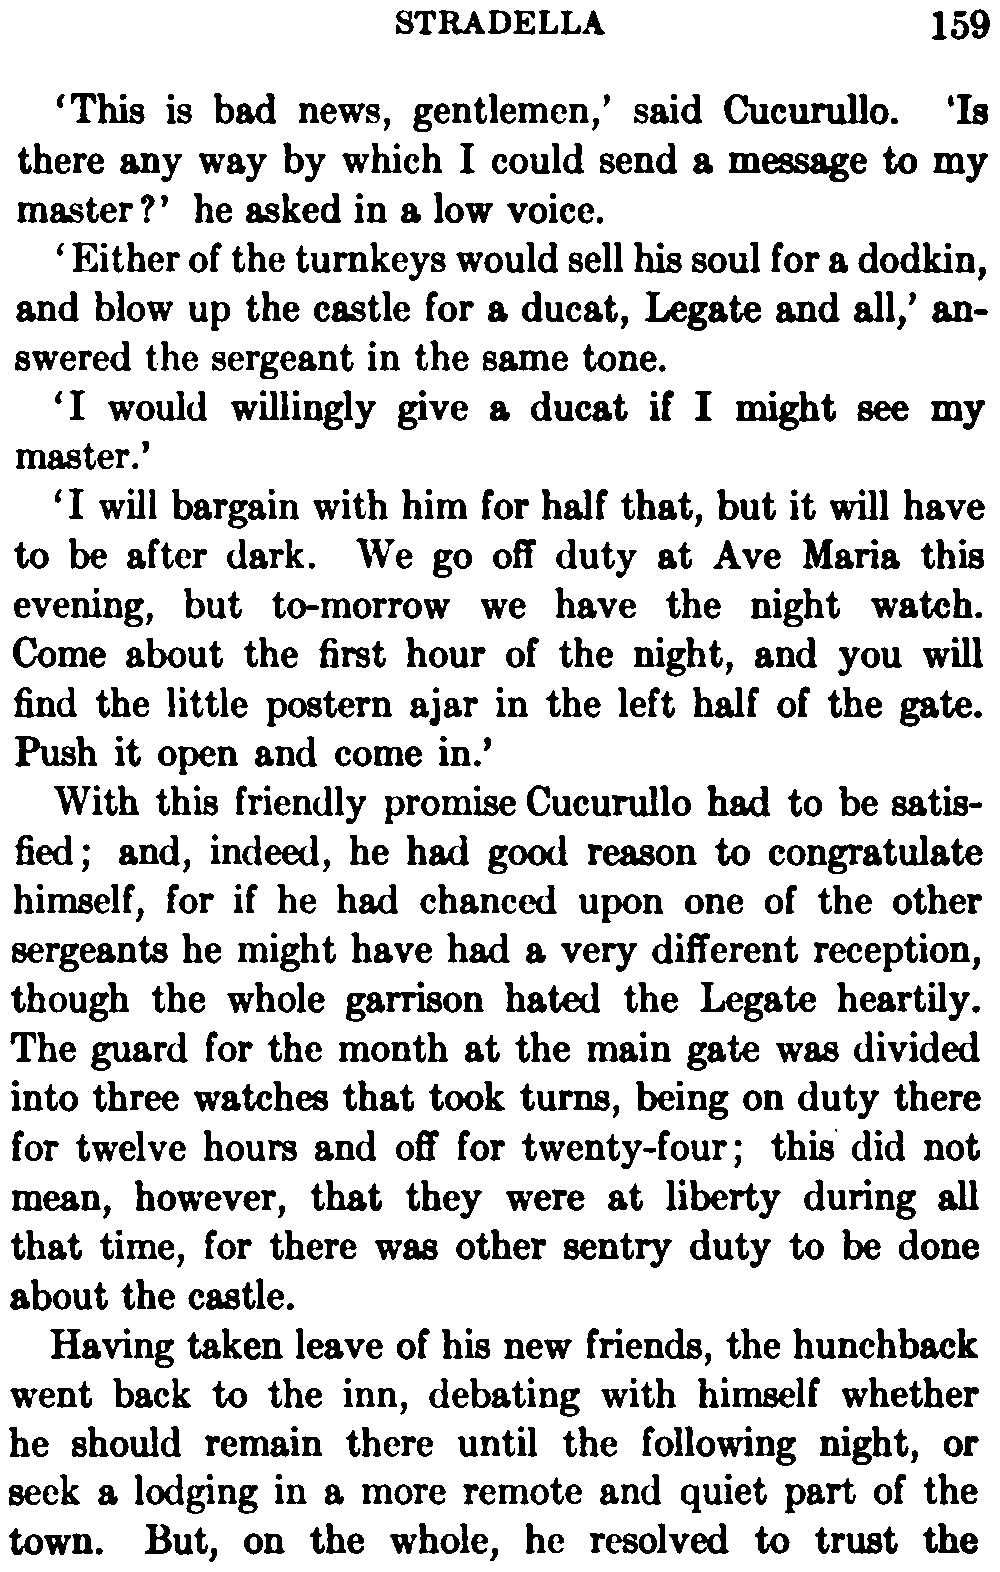 STRADELLA 159
‘This is bad news, gentlemen,’ said Cucurullo. ‘Is
there any way by which I could send a message to my
master?’ he asked in a low voice.
‘Either of the turnkeys would sell his soul for a dodkin,
and blow up the castle for a ducat, Legate and all,’ an-
swered the sergeant in the same tone.
‘I would willingly give a ducat if I might see my
master.’
‘I will bargain with him for half that, but it will have
to be after dark. We go off duty at Ave Maria this
evening, but to-morrow we have the night watch.
Come about the first hour of the night, and you will
find the little postern ajar in the left half of the gate.
Push it open and come in.’
With this friendly promise Cucurullo had to be satis-
fied; and, indeed, he had good reason to congratulate
himself, for if he had chanced upon one of the other
sergeants he might have had a very different reception,
though the whole garrison hated the Legate heartily.
The guard for the month at the main gate was divided
into three watches that took turns, being on duty there
for twelve hours and off for twenty-four; this did not
mean, however, that they were at liberty during all
that time, for there was other sentry duty to be done
about the castle.
Having taken leave of his new friends, the hunchback
went back to the inn, debating with himself whether
he should remain there until the following night, or
seek a lodging in a more remote and quiet part of the
town. But, on the whole, he resolved to trust the